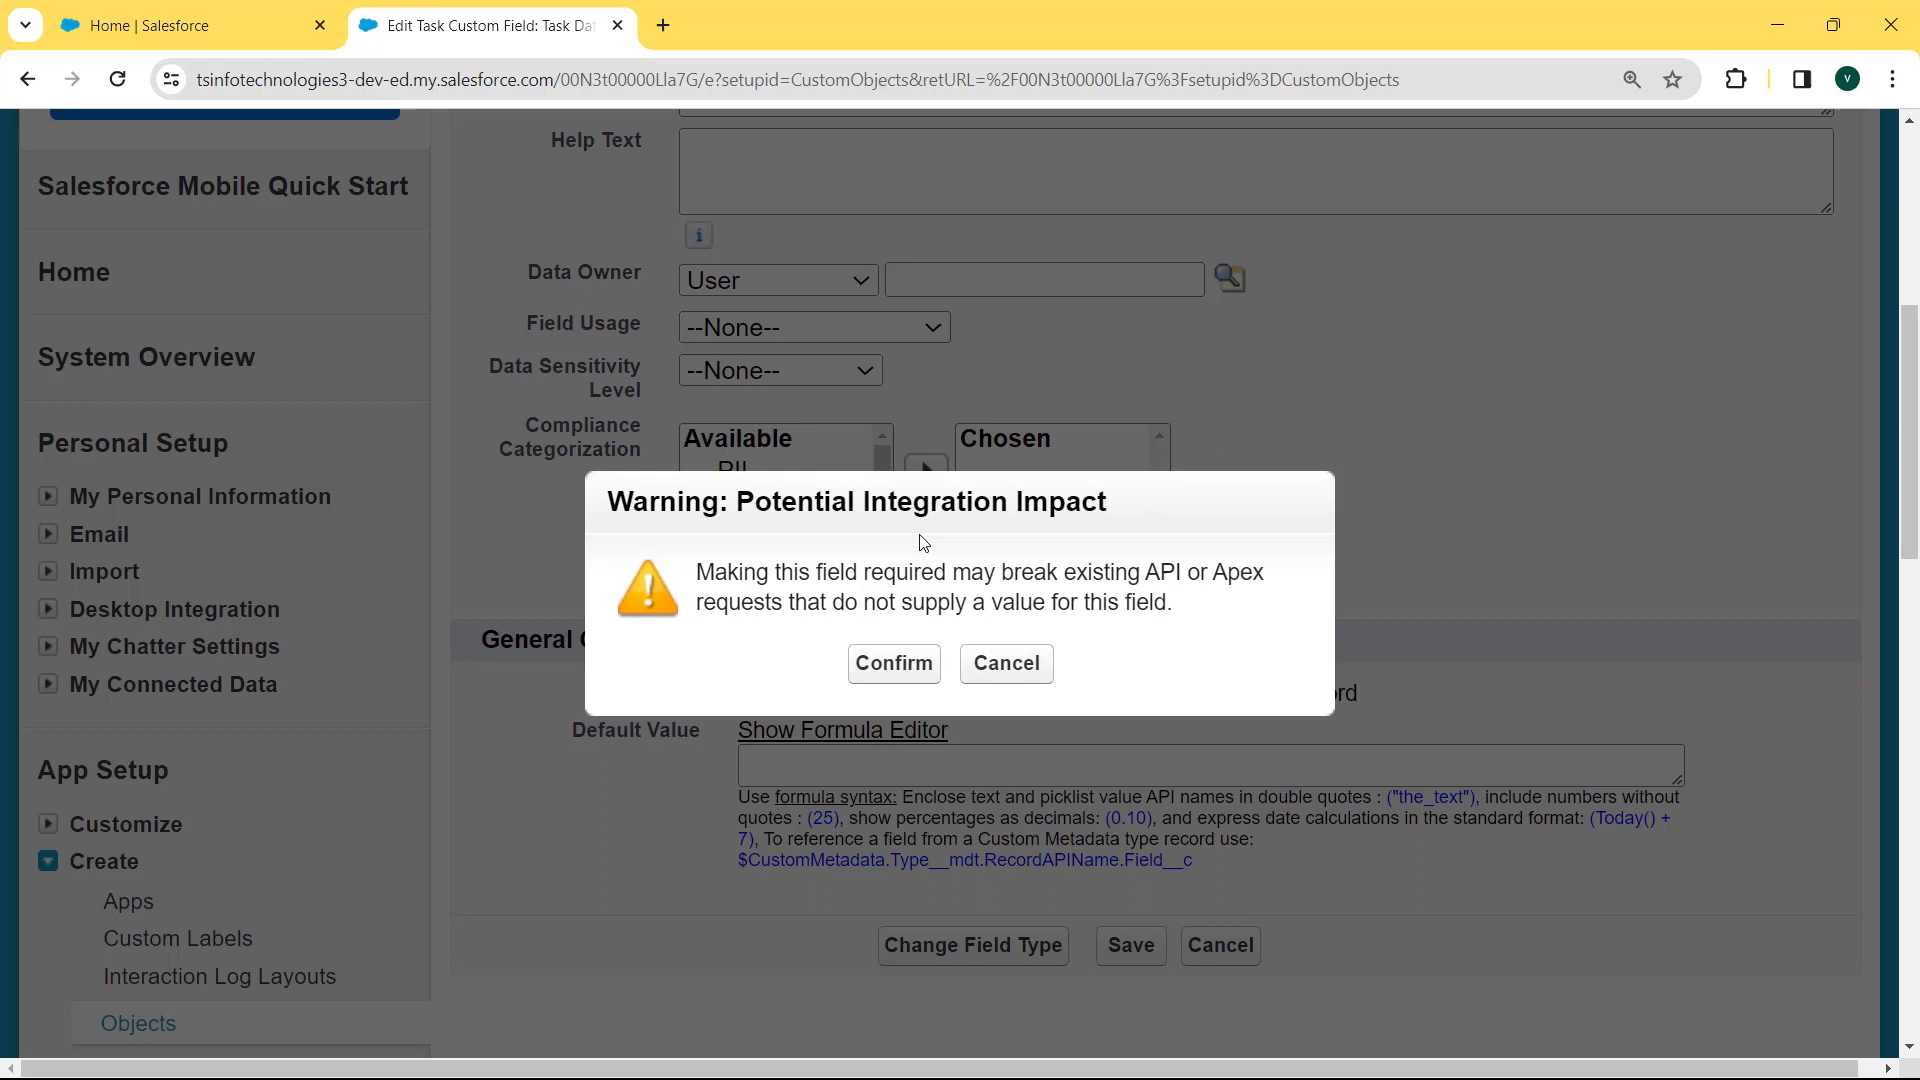 Home | Salesforce
Edit Task Custom Field: Task Da
tsinfotechnologies3-dev-ed.my.salesforce.com/00N3t00000Lla7G/e?setupid=CustomObjects&retURL=%2F00N3t00000Lla7G%3Fsetupid%3DCustomObjects
V
Salesforce Mobile Quick Start
Home
System Overview
Personal Setup
My Personal Information
Email
Import
Desktop Integration
My Chatter Settings
My Connected Data
App Setup
Customize
Create
Apps
Custom Labels
Interaction Log Layouts
Objects
Help Text
i
Data Owner
User
Field Usage
--None--
Data Sensitivity
Level
--None--
Compliance
Categorization
Available
PII
Chosen
Warning: Potential Integration Impact
Making this field required may break existing API or Apex
requests that do not supply a value for this field.
Confirm
Cancel
General
Default Value
Show Formula Editor
Use formula syntax: Enclose text and picklist value API names in double quotes : ("the_text"), include numbers without
quotes : (25), show percentages as decimals: (0.10), and express date calculations in the standard format: (Today() +
7), To reference a field from a Custom Metadata type record use:
$CustomMetadata.Type__mdt.RecordAPIName.Field__c
Change Field Type
Save
Cancel